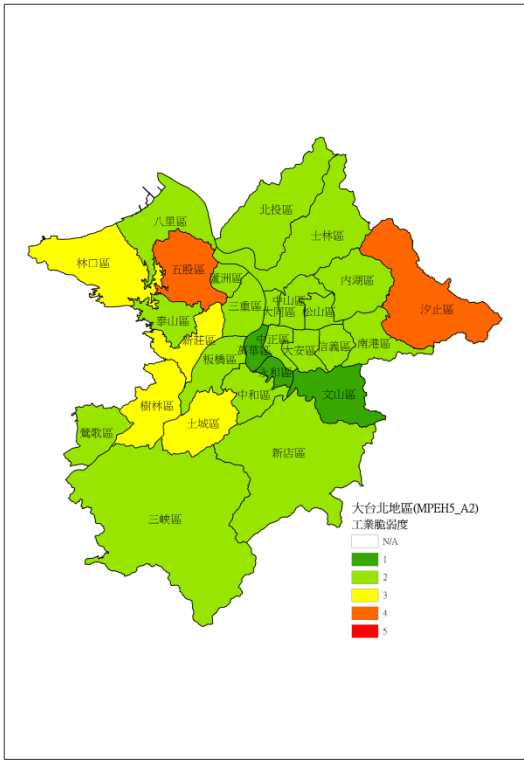 北投區
八里區
士林區
林口區
五股區
蘆洲區
內湖區
汐止區
三重區
中山區
大同區
松山區
泰山區
新莊區
中正區
萬華區
大安區
信義區
南港區
板橋區
永和區
文山區
樹林區
中和區
土城區
鶯歌區
新店區
三峽區
大台北地區(MPEH5_A2)
工業脆弱度
N/A
1
2
3
4
5